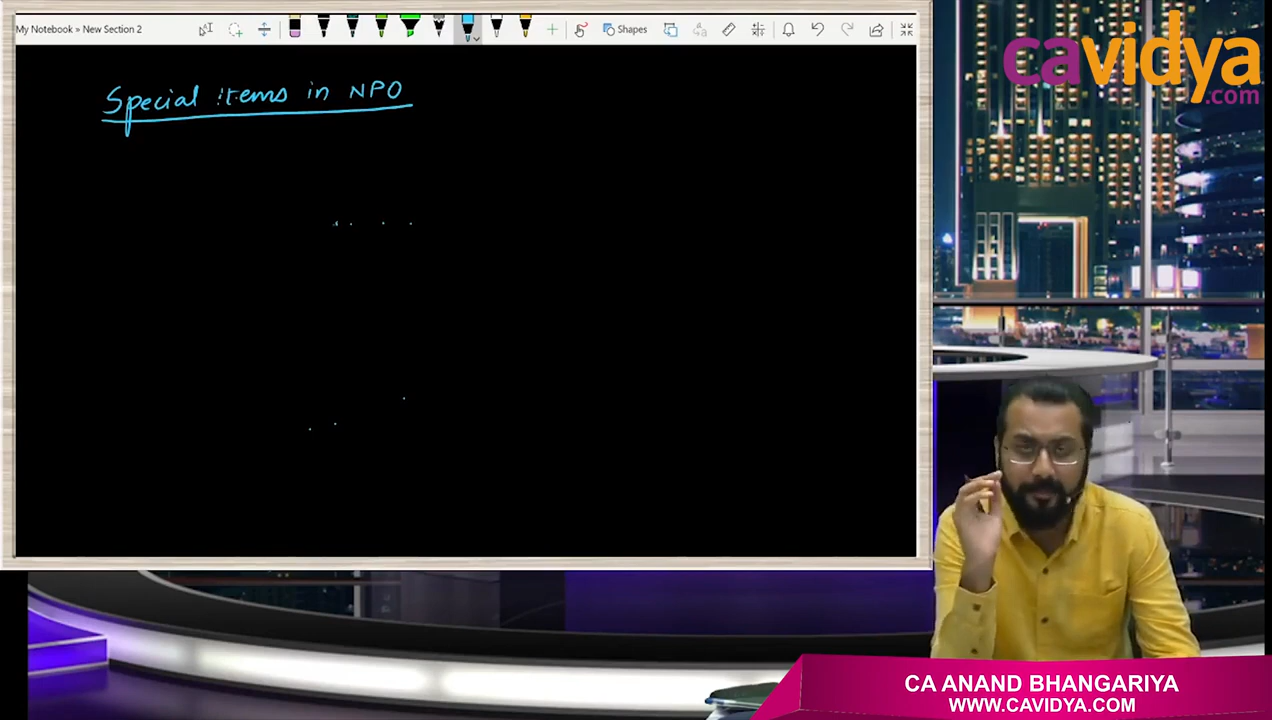 My Notebook » New Section 2
Shapes
cavidya
.com
Special Items in NPO
CA ANAND BHANGARIYA
WWW.CAVIDYA.COM